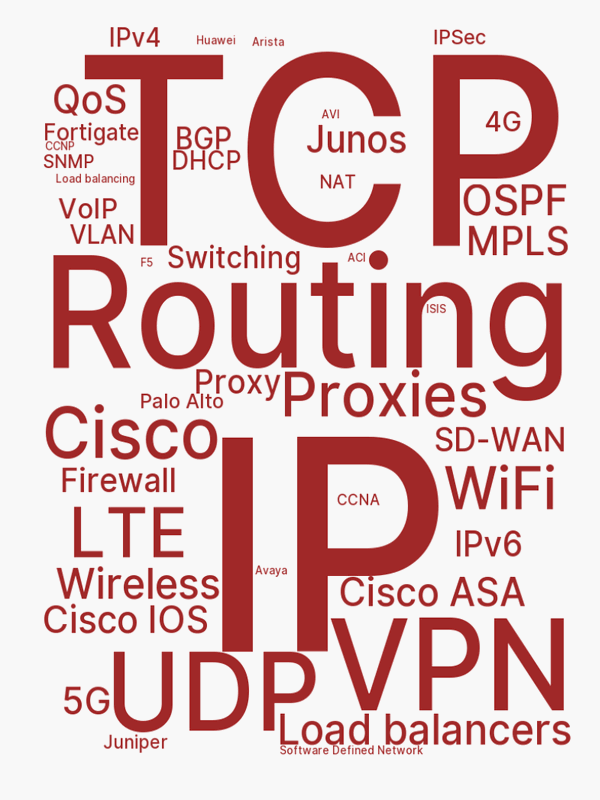 IPv4
Huawei
Arista
IPSec
TCP
QoS
AVI
4G
Fortigate
BGP
Junos
CCNP
SNMP
DHCP
Load balancing
NAT
VoIP
OSPF
VLAN
MPLS
F5
Switching
ACI
Routing
ISIS
Proxy
Proxies
Palo Alto
Cisco
SD-WAN
Firewall
WiFi
IP
CCNA
LTE
IPv6
Avaya
Wireless
Cisco ASA
Cisco IOS
VPN
5G
UDP
Load balancers
Juniper
Software Defined Network